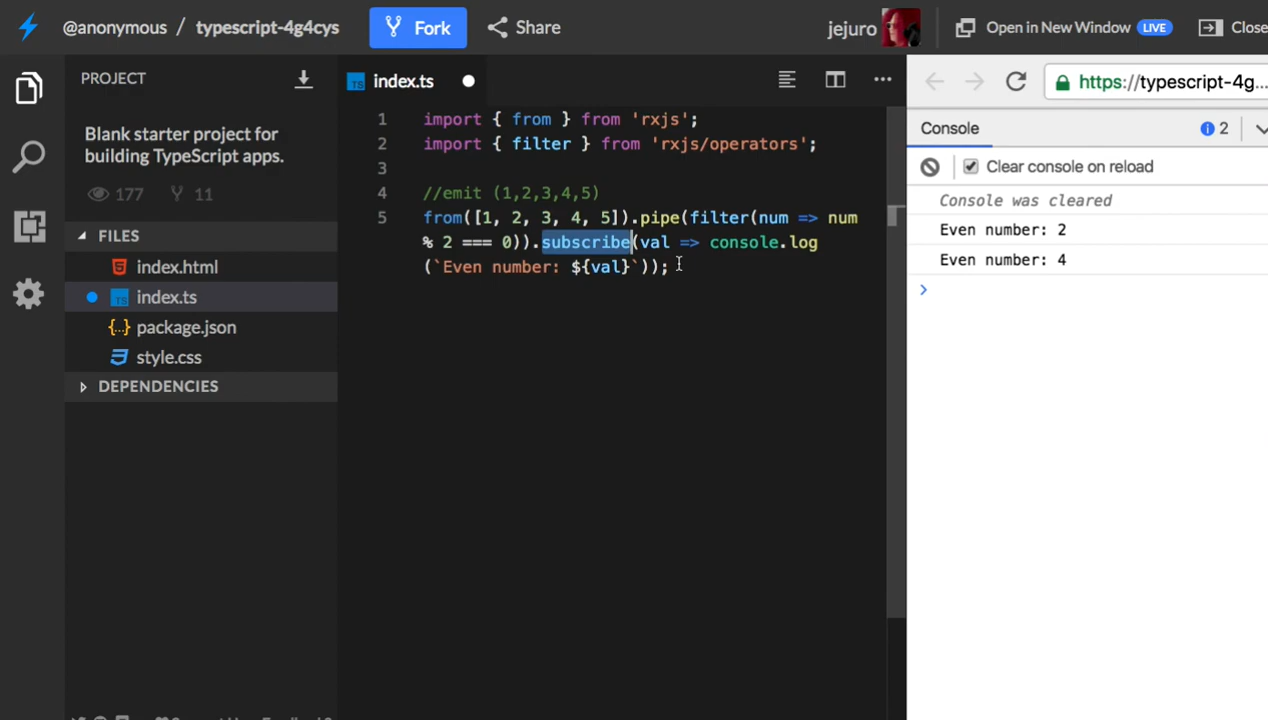 @anonymous / typescript-4g4cys
Fork
Share
jejuro
Open in New Window LIVE
Close
PROJECT
Blank starter project for
building TypeScript apps.
177 11
FILES
index.html
TS index.ts
{..} package.json
style.css
DEPENDENCIES
TS index.ts
1 import { from } from 'rxjs';
2 import { filter } from 'rxjs/operators';
3
4 //emit (1,2,3,4,5)
5 from([1, 2, 3, 4, 5]).pipe(filter(num => num
% 2 === 0)).subscribe(val => console.log
(`Even number: ${val}`));
https://typescript-4g...
Console
2
Clear console on reload
Console was cleared
Even number: 2
Even number: 4